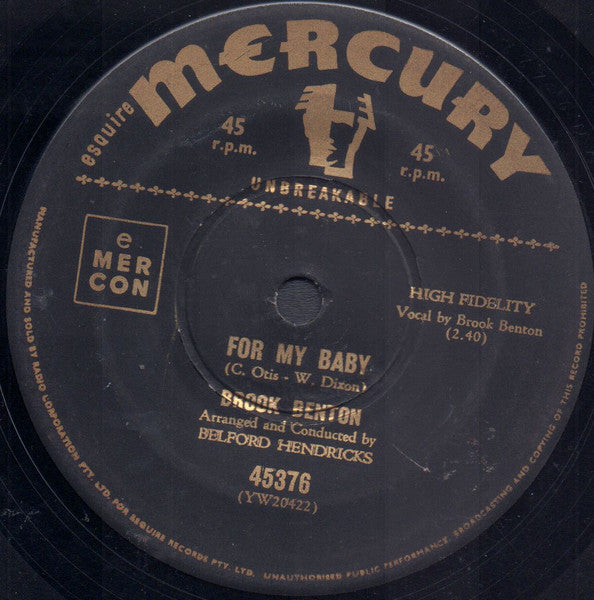 esquire
MERCURY
45
r.p.m.
45
r.p.m.
UNBREAKABLE
e
MER
CON
HIGH FIDELITY
Vocal by Brook Benton
(2.40)
FOR MY BABY
(C. Otis - W. Dixon)
BROOK BENTON
Arranged and Conducted by
BELFORD HENDRICKS
45376
(YW20422)
MANUFACTURED AND SOLD BY RADIO CORPORATION PTY. LTD. FOR ESQUIRE RECORDS PTY. LTD. UNAUTHORISED PUBLIC PERFORMANCE, BROADCASTING AND COPYING OF THIS RECORD PROHIBITED